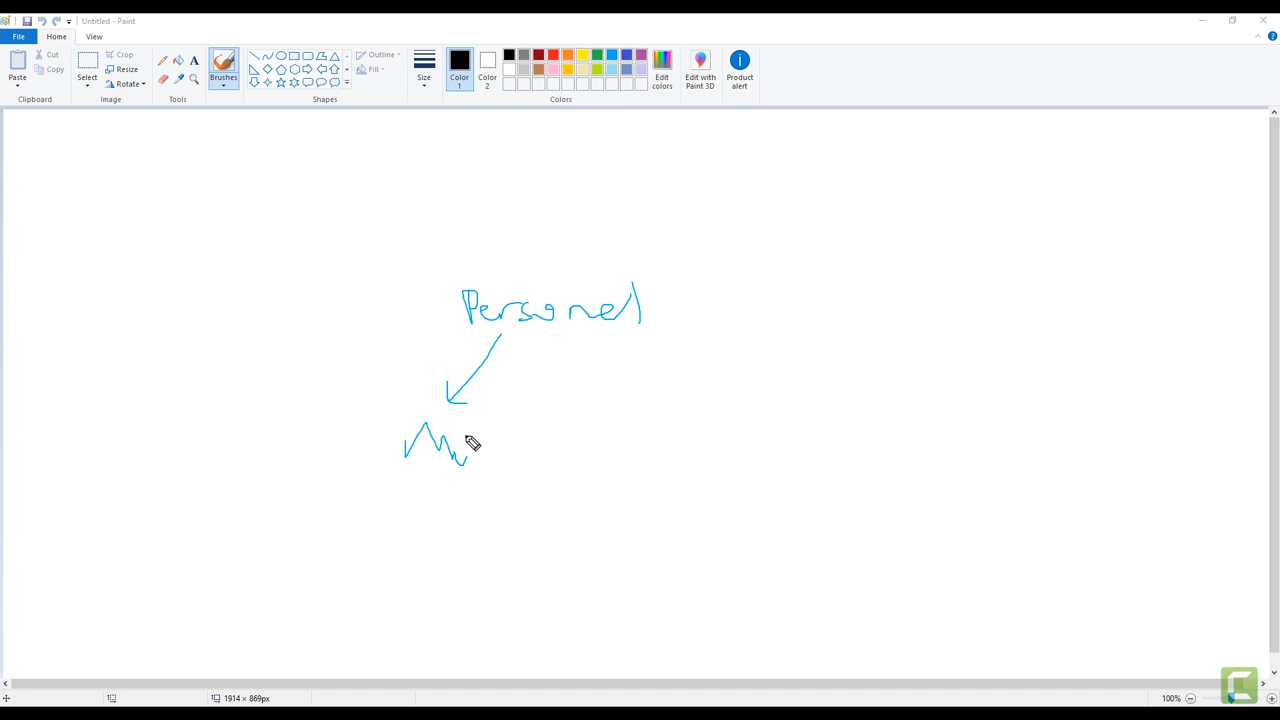 Untitled - Paint
File Home View
Paste
Cut
Copy
Clipboard
Select
Crop
Resize
Rotate
Image
Tools
Brushes
Shapes
Outline
Fill
Size
Color 1
Color 2
Colors
Edit colors
Edit with Paint 3D
Product alert
Personel
1914 × 869px
100%